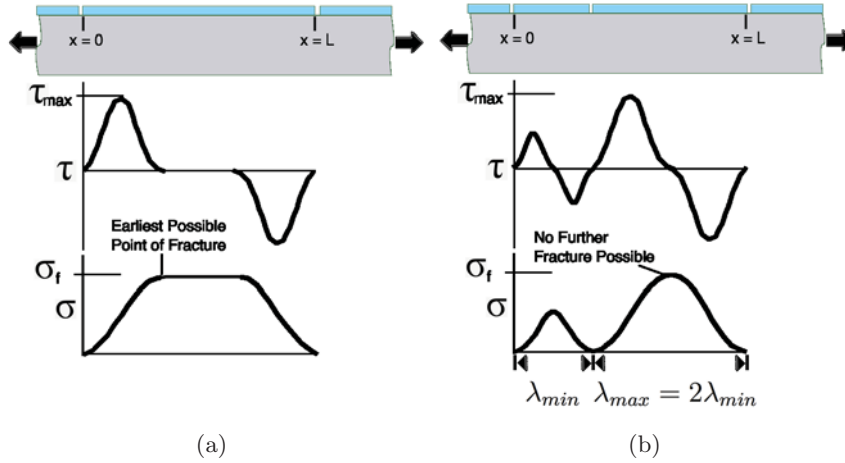 x = 0
x = L
τmax
τ
Earliest Possible
Point of Fracture
σf
σ
(a)
x = 0
x = L
τmax
τ
No Further
Fracture Possible
σf
σ
λmin λmax = 2λmin
(b)